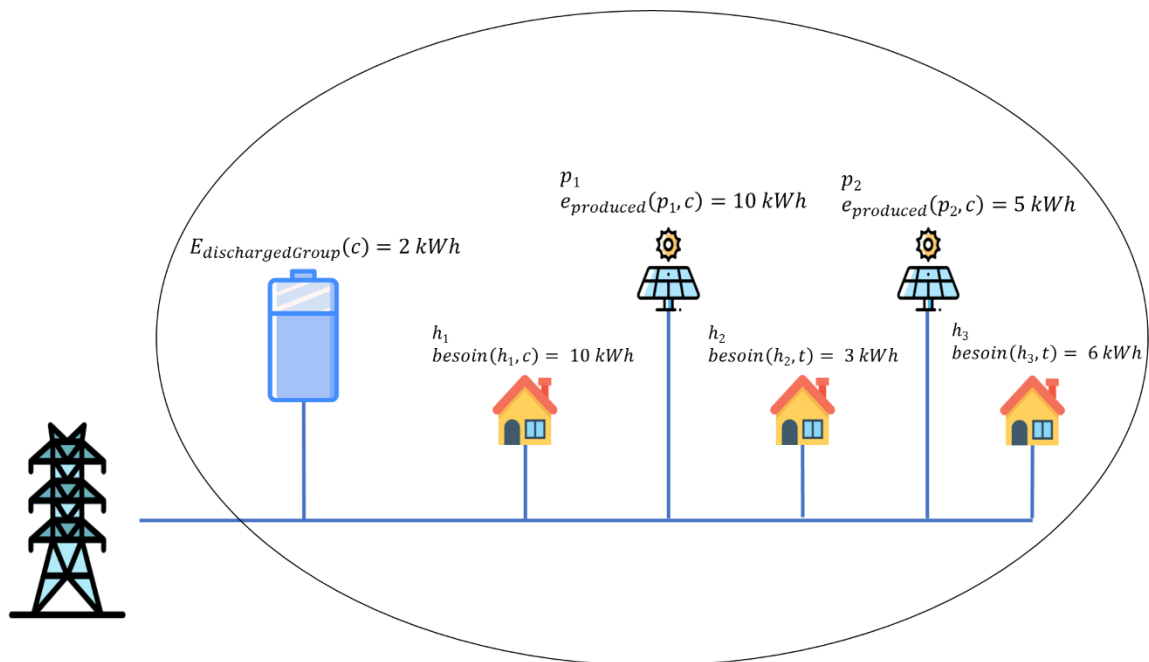 p₁
e_produced(p₁, c) = 10 kWh
p₂
e_produced(p₂, c) = 5 kWh
E_dischargedGroup(c) = 2 kWh
h₁
besoin(h₁, c) = 10 kWh
h₂
besoin(h₂, t) = 3 kWh
h₃
besoin(h₃, t) = 6 kWh